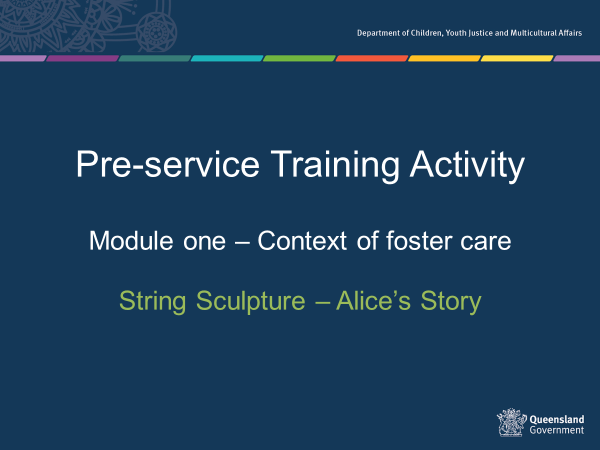 Department of Children, Youth Justice and Multicultural Affairs
Pre-service Training Activity
Module one – Context of foster care
String Sculpture – Alice’s Story
Queensland
Government